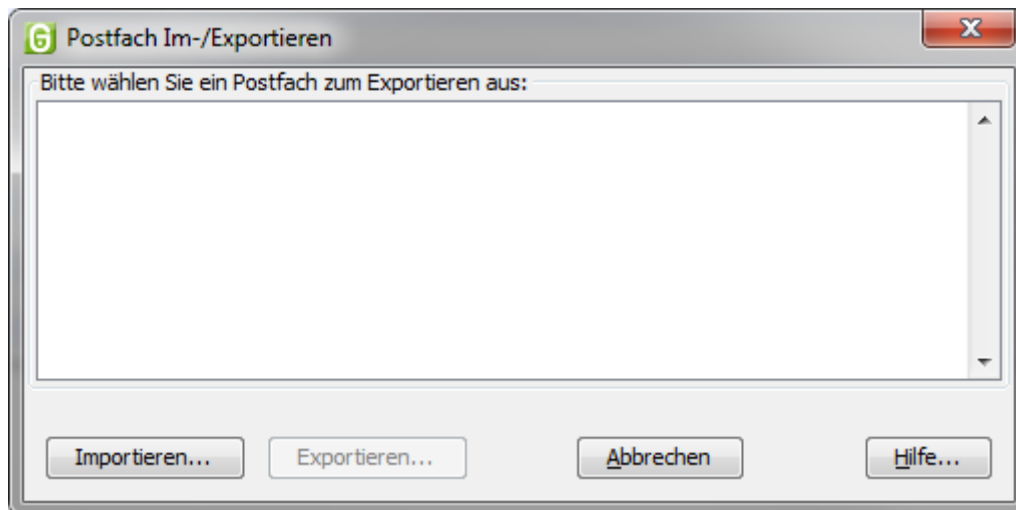 Postfach Im-/Exportieren
Bitte wählen Sie ein Postfach zum Exportieren aus:
Importieren...
Exportieren...
Abbrechen
Hilfe...